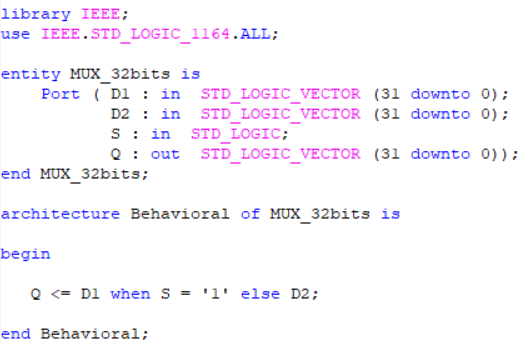 library IEEE;
use IEEE.STD_LOGIC_1164.ALL;
entity MUX_32bits is
Port ( D1 : in STD_LOGIC_VECTOR (31 downto 0);
D2 : in STD_LOGIC_VECTOR (31 downto 0);
S : in STD_LOGIC;
Q : out STD_LOGIC_VECTOR (31 downto 0));
end MUX_32bits;
architecture Behavioral of MUX_32bits is
begin
Q <= D1 when S = '1' else D2;
end Behavioral;